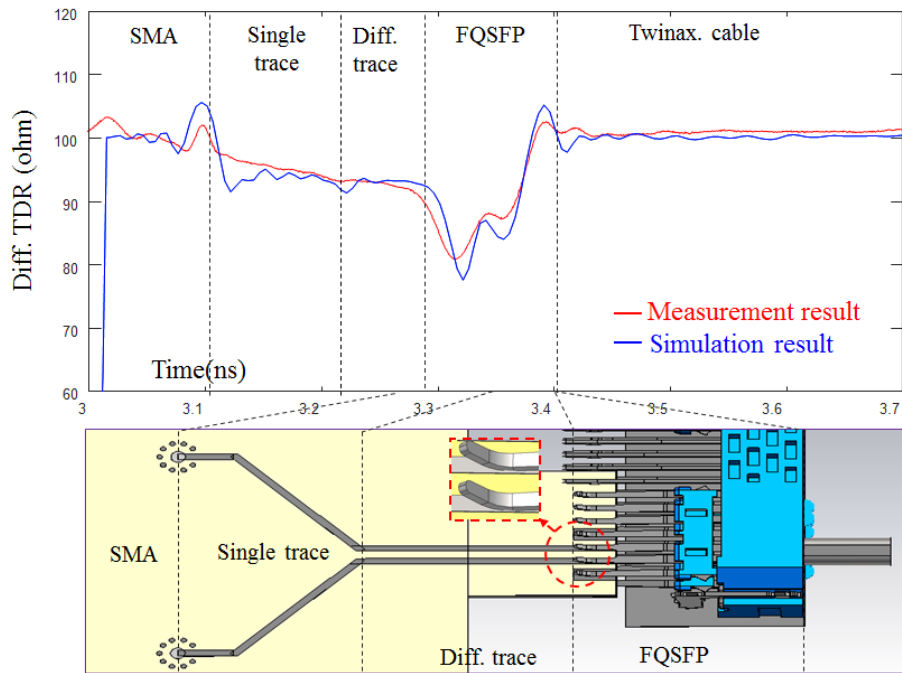 120
110
100
90
80
70
60
Diff. TDR (ohm)
SMA
Single
trace
Diff.
trace
FQSFP
Twinax. cable
Measurement result
Simulation result
Time(ns)
3
3.1
3.2
3.3
3.4
3.5
3.6
3.7
SMA
Single trace
Diff. trace
FQSFP